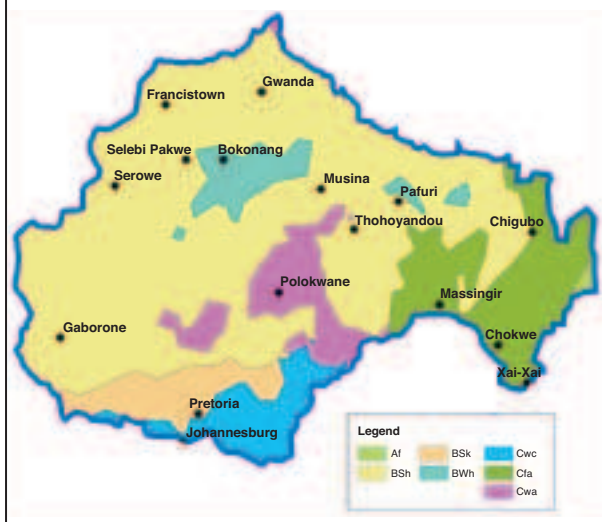 Gwanda
Francistown
Selebi Pakwe
Bokonang
Serowe
Musina
Pafuri
Thohoyandou
Chigubo
Polokwane
Massingir
Gaborone
Chokwe
Xai-Xai
Pretoria
Johannesburg
Legend
Af
BSk
Cwc
BSh
BWh
Cfa
Cwa